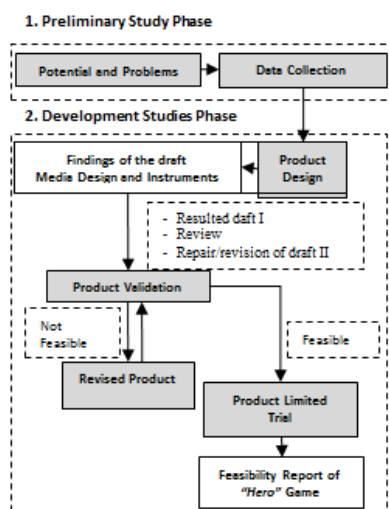 1. Preliminary Study Phase
Potential and Problems
Data Collection
2. Development Studies Phase
Findings of the draft
Media Design and Instruments
Product
Design
- Resulted daft I
- Review
- Repair/revision of draft II
Product Validation
Not
Feasible
Feasible
Revised Product
Product Limited
Trial
Feasibility Report of
"Hero" Game